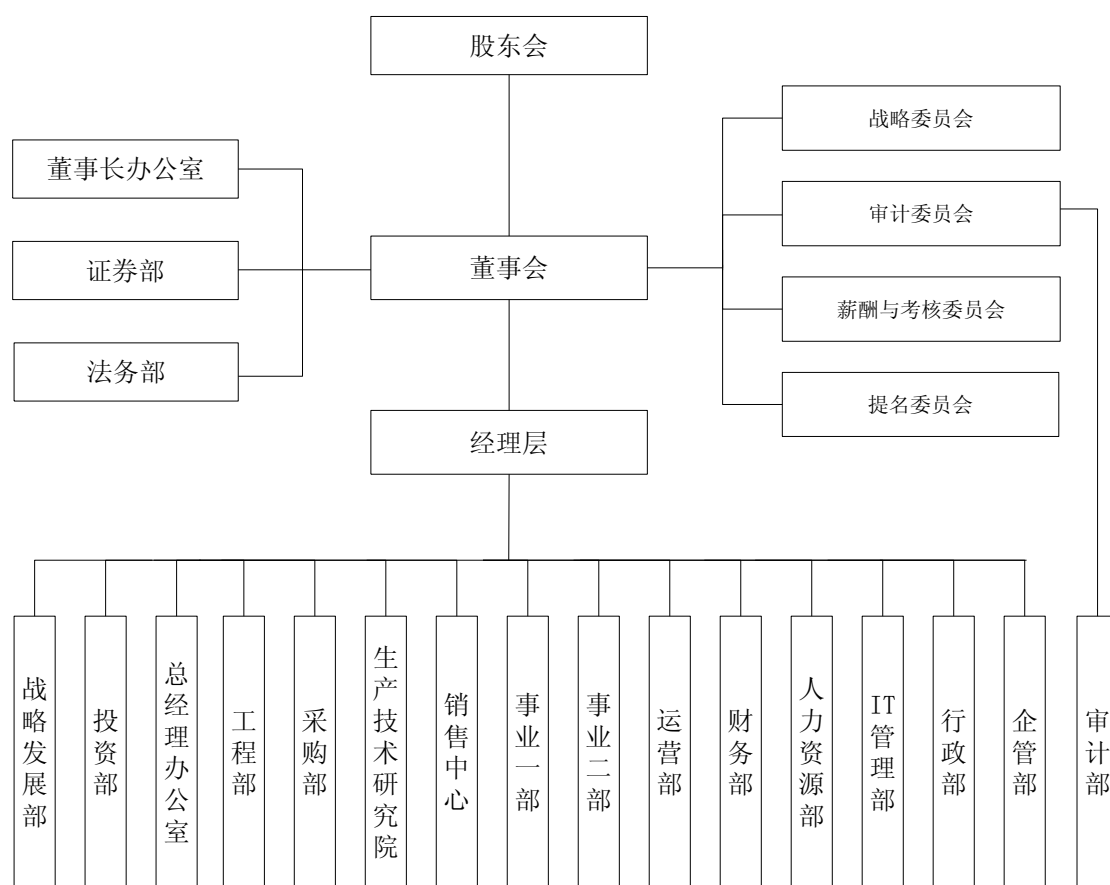 股东会
战略委员会
董事长办公室
审计委员会
证券部
董事会
薪酬与考核委员会
法务部
提名委员会
经理层
战略发展部
投资部
总经理办公室
工程部
采购部
生产技术研究院
销售中心
事业一部
事业二部
运营部
财务部
人力资源部
IT管理部
行政部
企管部
审计部